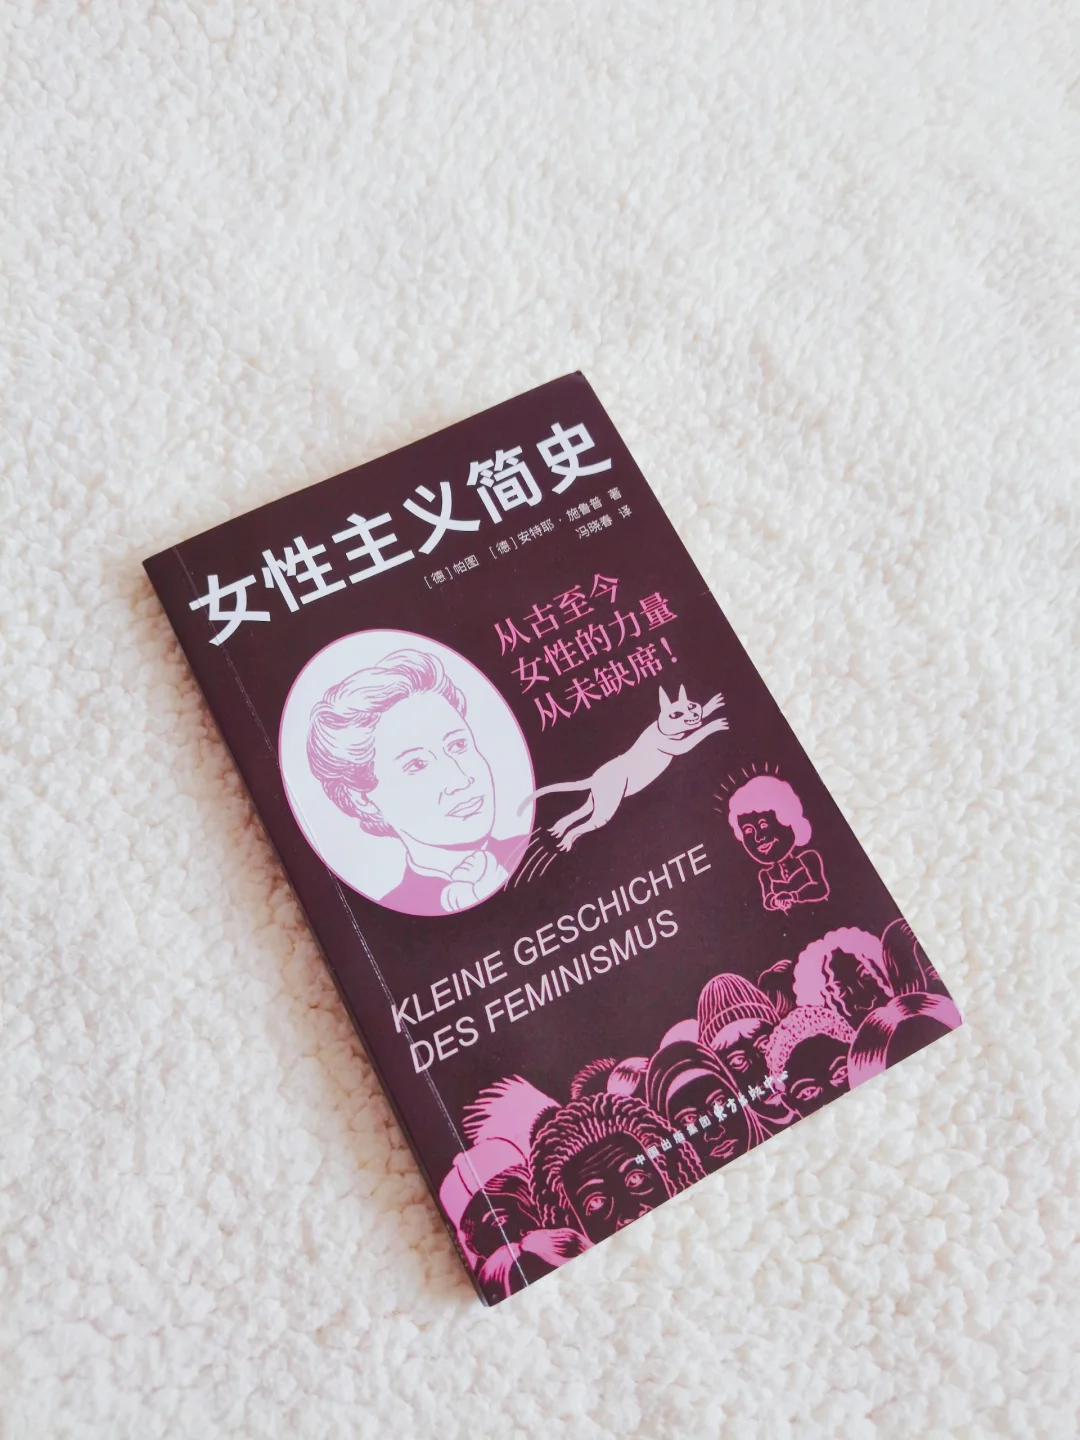 女性主义简史
[德]帕图 [德]安特耶·施鲁普 著
冯晓春 译
从古至今
女性的力量
从未缺席！
KLEINE GESCHICHTE
DES FEMINISMUS
中国出版集团 东方出版中心